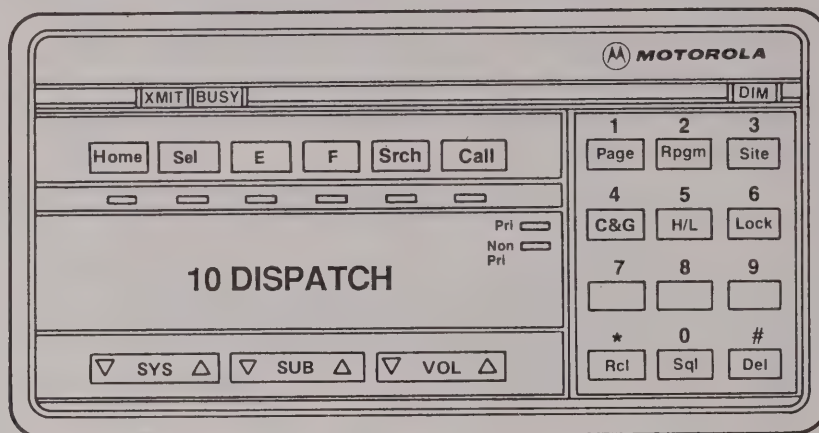 MOTOROLA
XMIT BUSY
DIM
Home Sel E F Srch Call
Pri
Non
Pri
10 DISPATCH
▽ SYS △ ▽ SUB △ ▽ VOL △
1 2 3
Page Rpgm Site
4 5 6
C&G H/L Lock
7 8 9
* 0 #
Rcl Sql Del